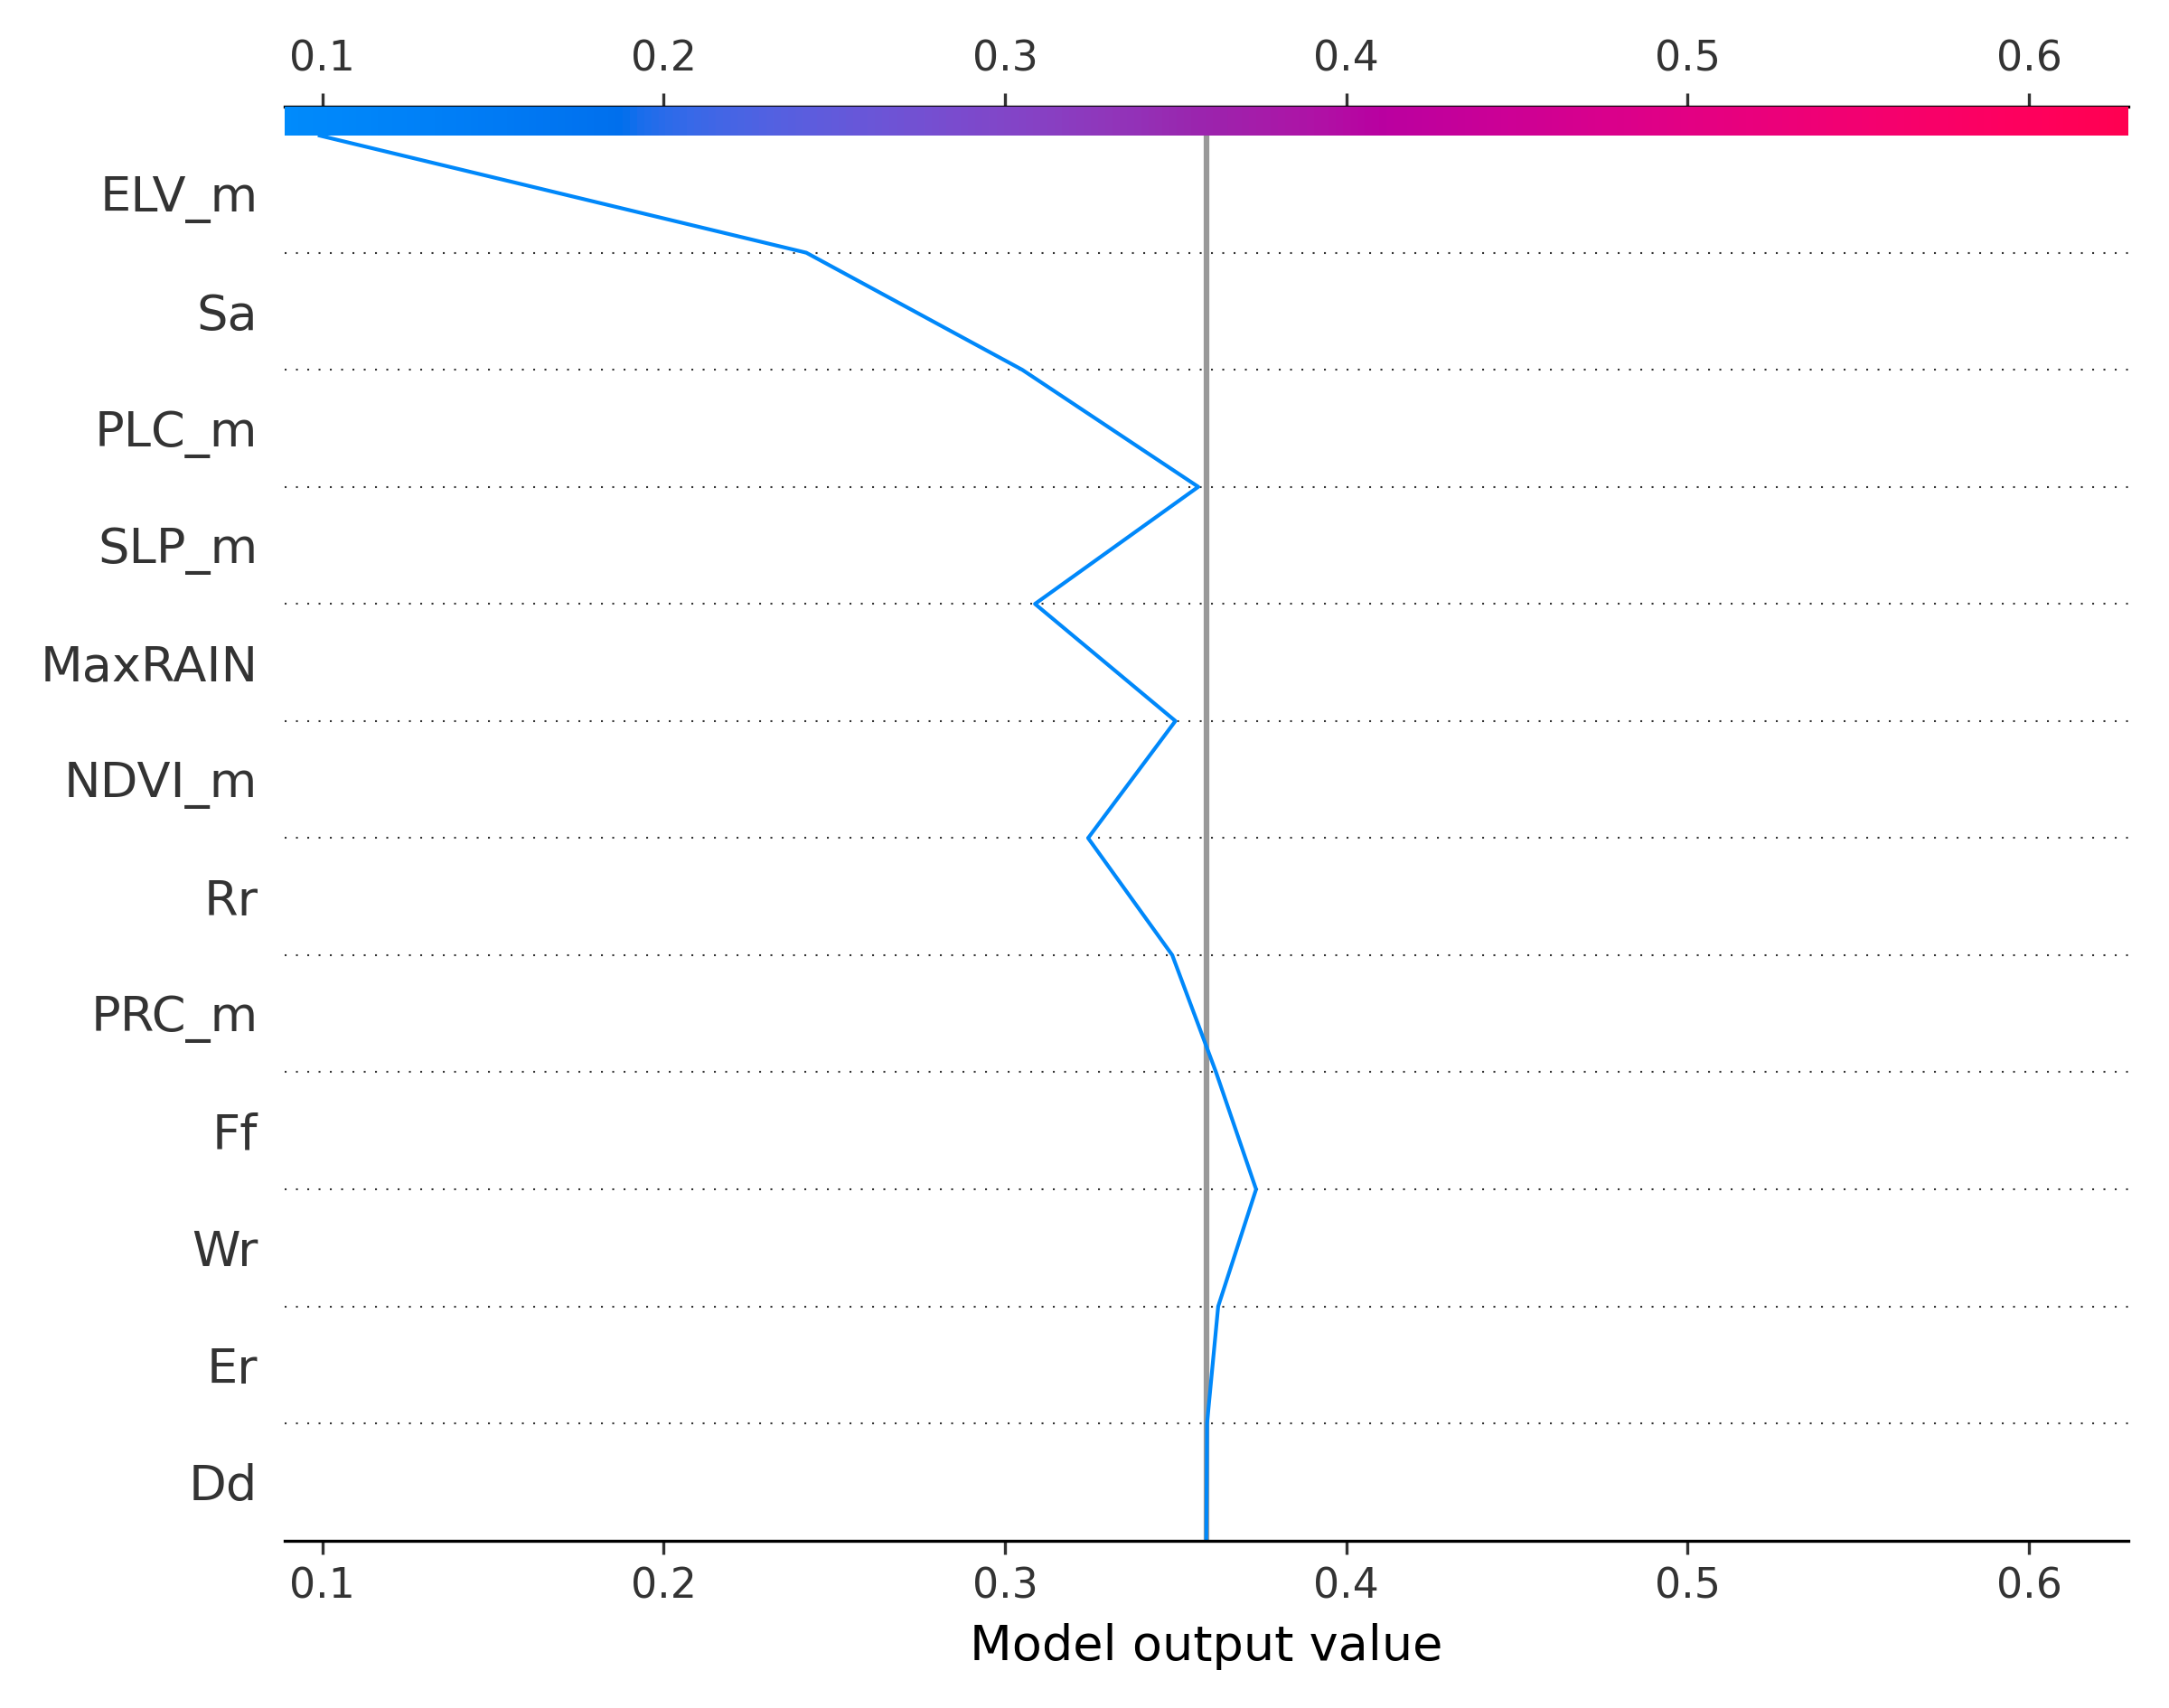 0.1 0.2 0.3 0.4 0.5 0.6
ELV_m
Sa
PLC_m
SLP_m
MaxRAIN
NDVI_m
Rr
PRC_m
Ff
Wr
Er
Dd
0.1 0.2 0.3 0.4 0.5 0.6
Model output value